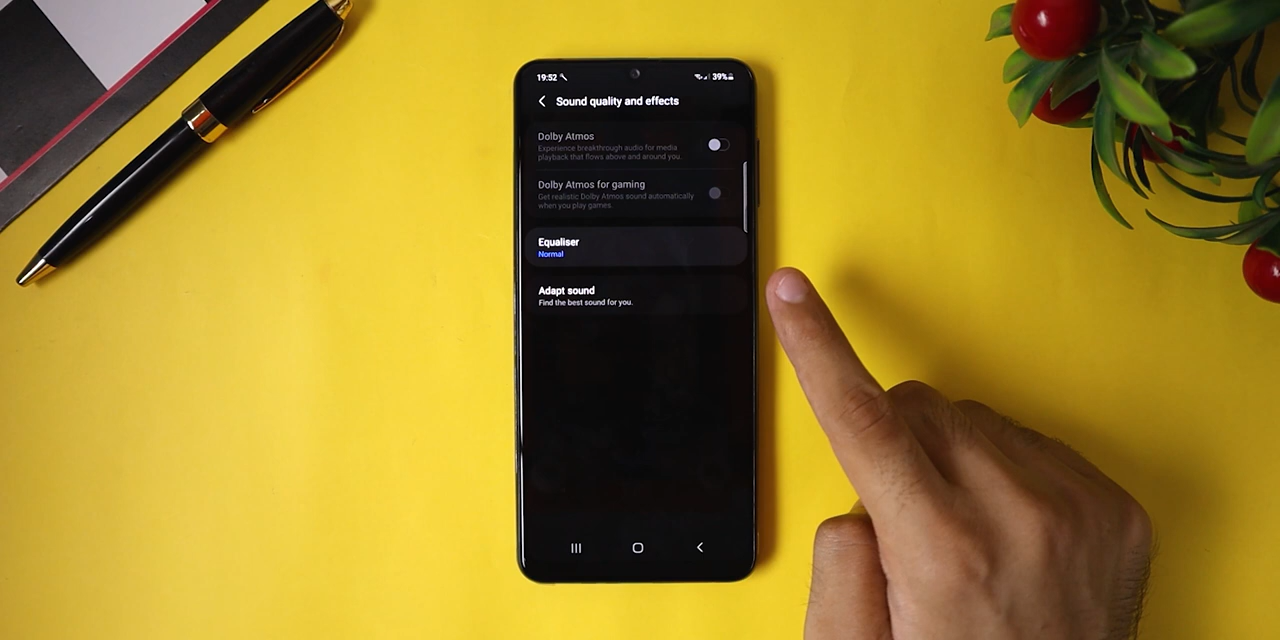 19:52
39%
Sound quality and effects
Dolby Atmos
Experience breakthrough audio for media
playback that flows above and around you.
Dolby Atmos for gaming
Get realistic Dolby Atmos sound automatically
when you play games.
Equaliser
Normal
Adapt sound
Find the best sound for you.